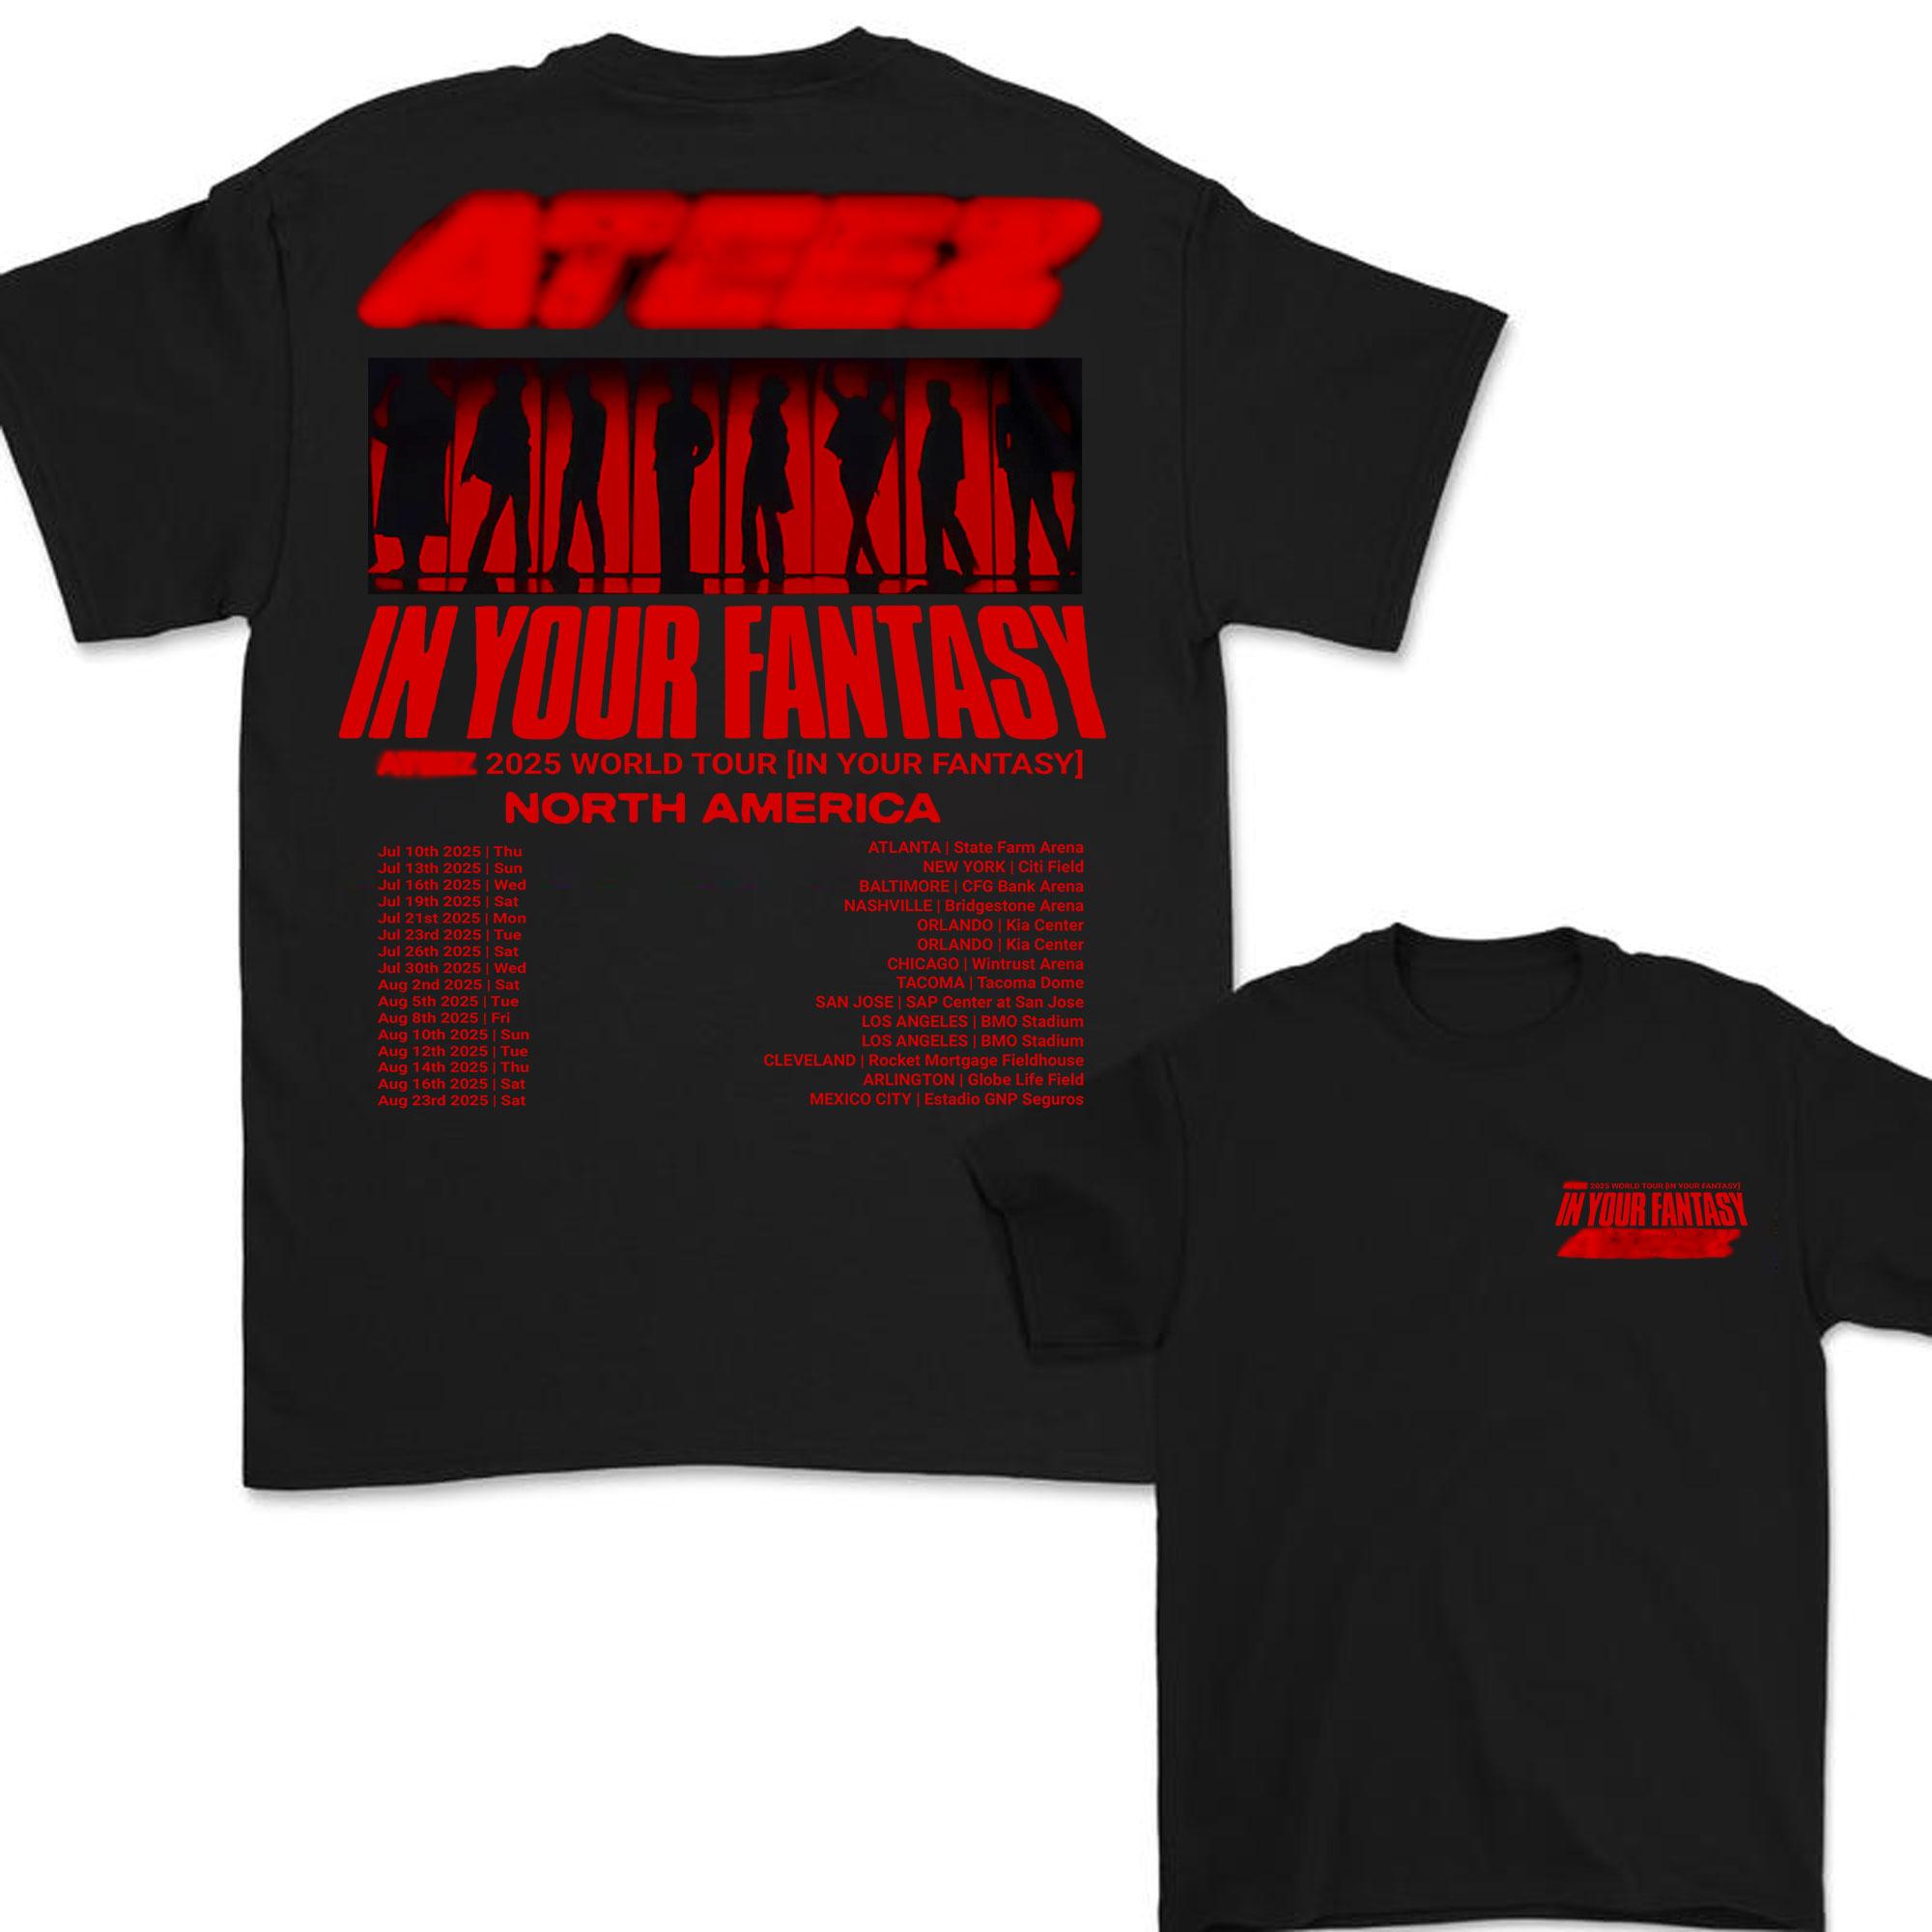 ATEEZ
IN YOUR FANTASY
ATEEZ 2025 WORLD TOUR [IN YOUR FANTASY]
NORTH AMERICA
Jul 10th 2025 | Thu
Jul 13th 2025 | Sun
Jul 16th 2025 | Wed
Jul 19th 2025 | Sat
Jul 21st 2025 | Mon
Jul 23rd 2025 | Tue
Jul 26th 2025 | Sat
Jul 30th 2025 | Wed
Aug 2nd 2025 | Sat
Aug 5th 2025 | Tue
Aug 8th 2025 | Fri
Aug 10th 2025 | Sun
Aug 12th 2025 | Tue
Aug 14th 2025 | Thu
Aug 16th 2025 | Sat
Aug 23rd 2025 | Sat
ATLANTA | State Farm Arena
NEW YORK | Citi Field
BALTIMORE | CFG Bank Arena
NASHVILLE | Bridgestone Arena
ORLANDO | Kia Center
ORLANDO | Kia Center
CHICAGO | Wintrust Arena
TACOMA | Tacoma Dome
SAN JOSE | SAP Center at San Jose
LOS ANGELES | BMO Stadium
LOS ANGELES | BMO Stadium
CLEVELAND | Rocket Mortgage Fieldhouse
ARLINGTON | Globe Life Field
MEXICO CITY | Estadio GNP Seguros
ATEEZ 2025 WORLD TOUR [IN YOUR FANTASY]
IN YOUR FANTASY
ATEEZ